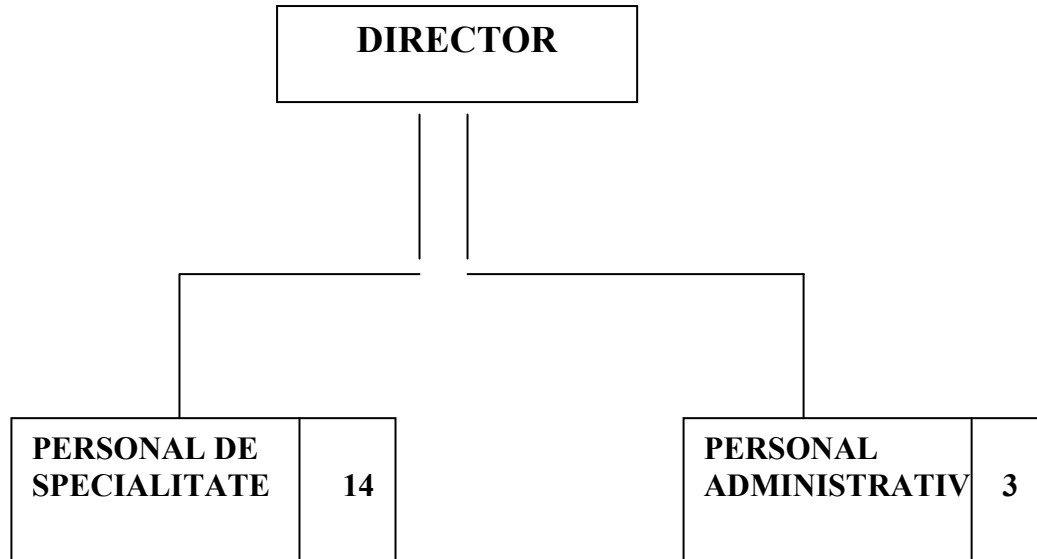 DIRECTOR
PERSONAL DE
SPECIALITATE
14
PERSONAL
ADMINISTRATIV
3